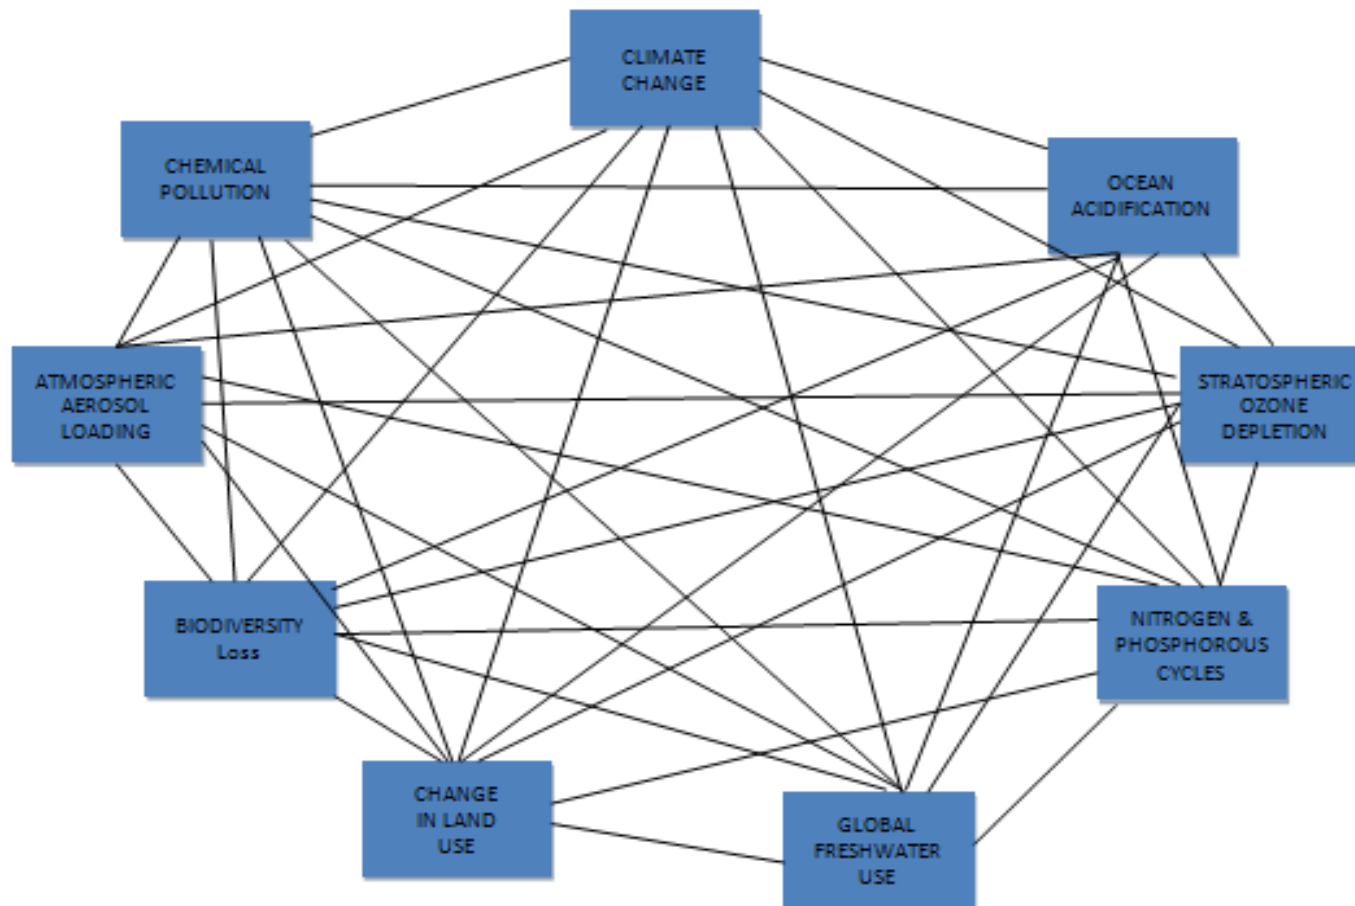 CLIMATE
CHANGE
CHEMICAL
POLLUTION
OCEAN
ACIDIFICATION
ATMOSPHERIC
AEROSOL
LOADING
STRATOSPHERIC
OZONE
DEPLETION
BIODIVERSITY
Loss
NITROGEN &
PHOSPHOROUS
CYCLES
CHANGE
IN LAND
USE
GLOBAL
FRESHWATER
USE